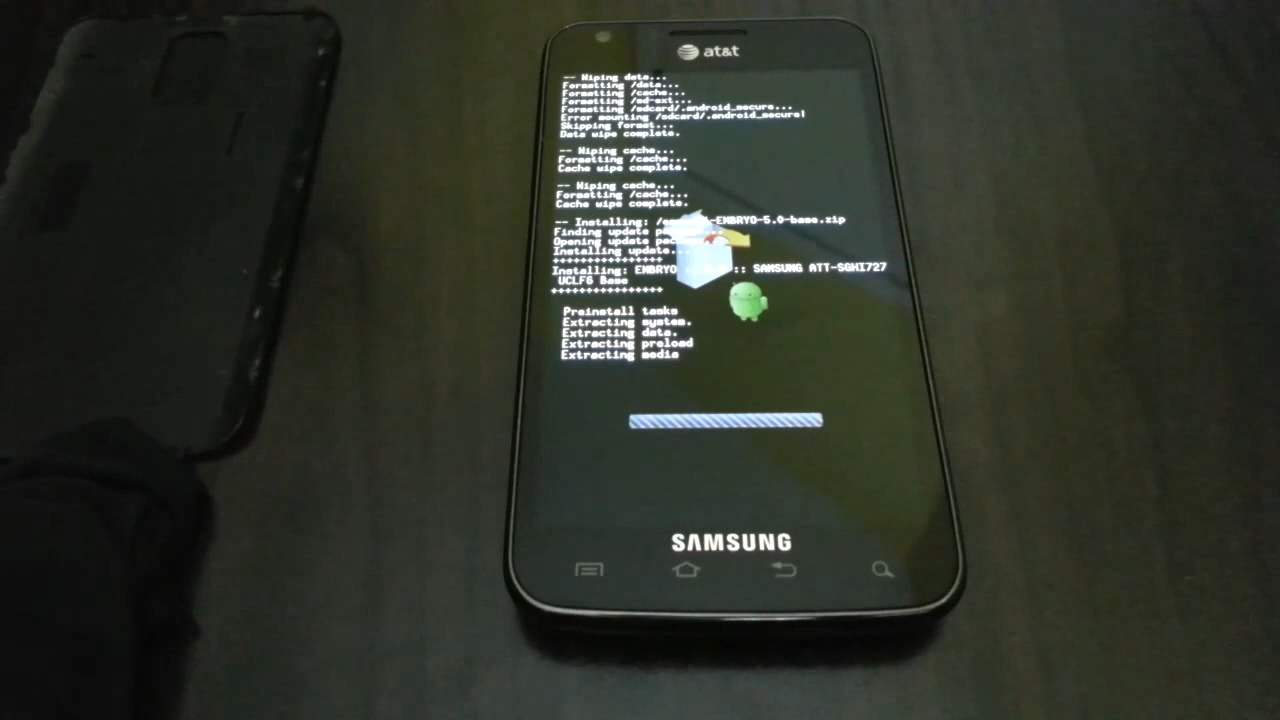 at&t
-- Wiping data...
Formatting /data...
Formatting /cache...
Formatting /sd-ext...
Formatting /sdcard/.android_secure...
Error mounting /sdcard/.android_secure!
Skipping format...
Data wipe complete.
-- Wiping cache...
Formatting /cache...
Cache wipe complete.
-- Wiping cache...
Formatting /cache...
Cache wipe complete.
-- Installing: EMBRYO-5.0-base.zip
Finding update
Opening update
Installing update..
++++++++++++++++
Installing: EMBRYO :: SAMSUNG ATT-SGHI727
UCLF6 Base
++++++++++++++++
Preinstall tasks
Extracting system.
Extracting data.
Extracting preload
Extracting media
SAMSUNG